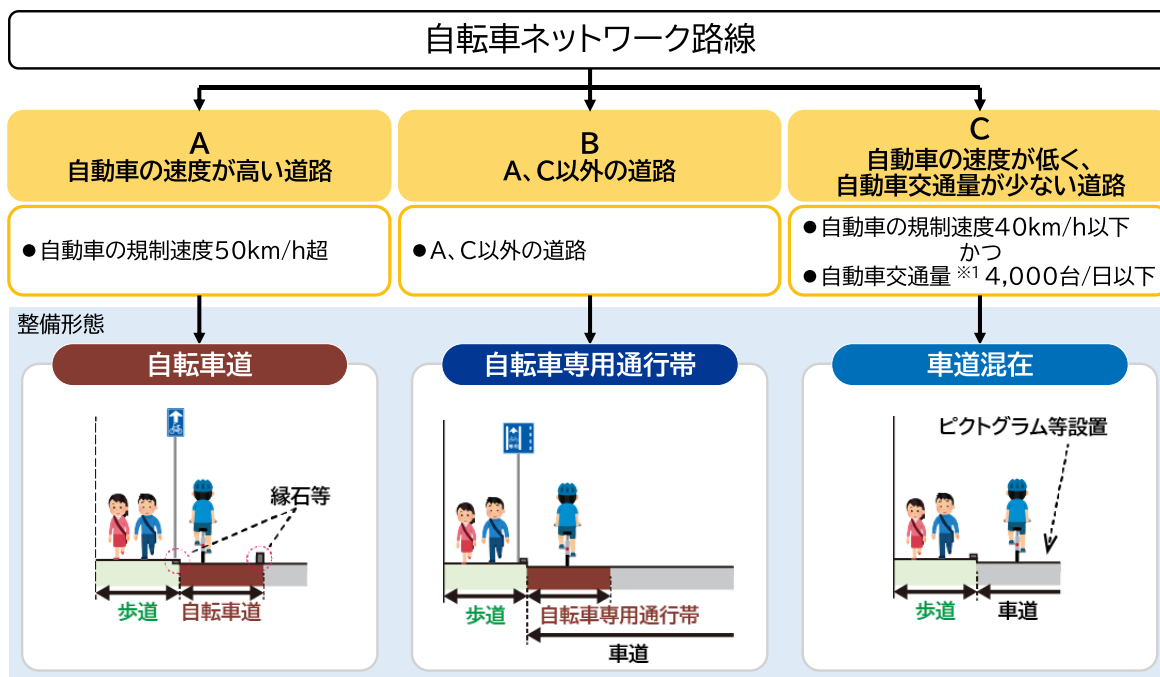 自転車ネットワーク路線
A
自動車の速度が高い道路
B
A、C以外の道路
C
自動車の速度が低く、
自動車交通量が少ない道路
●自動車の規制速度50km/h超
●A、C以外の道路
●自動車の規制速度40km/h以下
かつ
●自動車交通量※1 4,000台/日以下
整備形態
自転車道
縁石等
歩道
自転車道
自転車専用通行帯
歩道
自転車専用通行帯
車道
車道混在
ピクトグラム等設置
歩道
車道